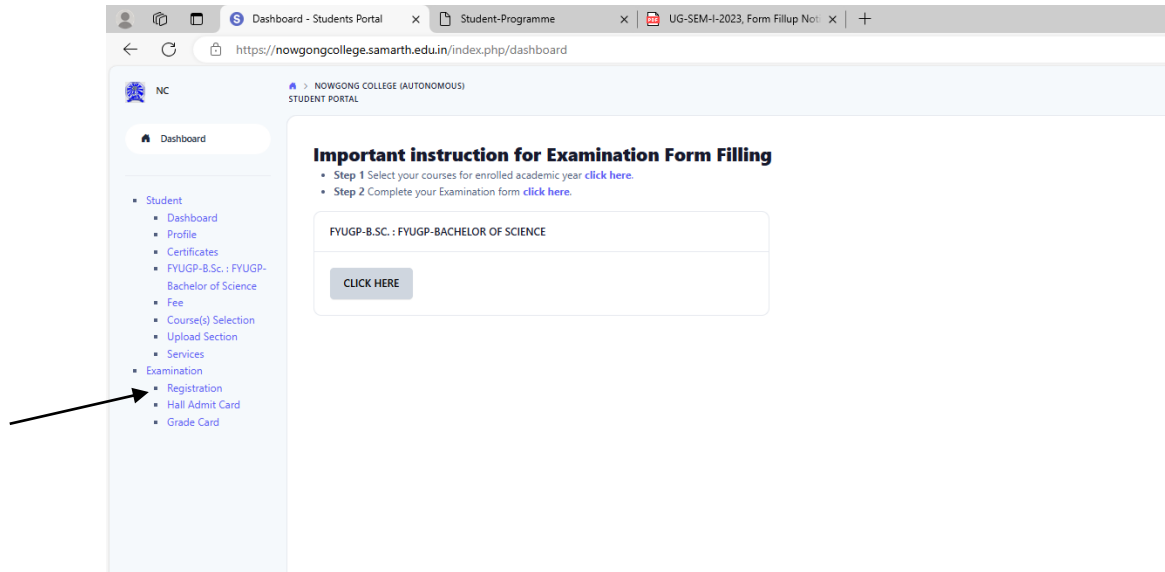 Dashboard - Students Portal
Student-Programme
UG-SEM-I-2023, Form Fillup Not
https://nowgongcollege.samarth.edu.in/index.php/dashboard
NC
NOWGONG COLLEGE (AUTONOMOUS)
STUDENT PORTAL
Dashboard
Student
Dashboard
Profile
Certificates
FYUGP-B.Sc. : FYUGP-
Bachelor of Science
Fee
Course(s) Selection
Upload Section
Services
Examination
Registration
Hall Admit Card
Grade Card
Important instruction for Examination Form Filling
Step 1 Select your courses for enrolled academic year click here.
Step 2 Complete your Examination form click here.
FYUGP-B.SC. : FYUGP-BACHELOR OF SCIENCE
CLICK HERE